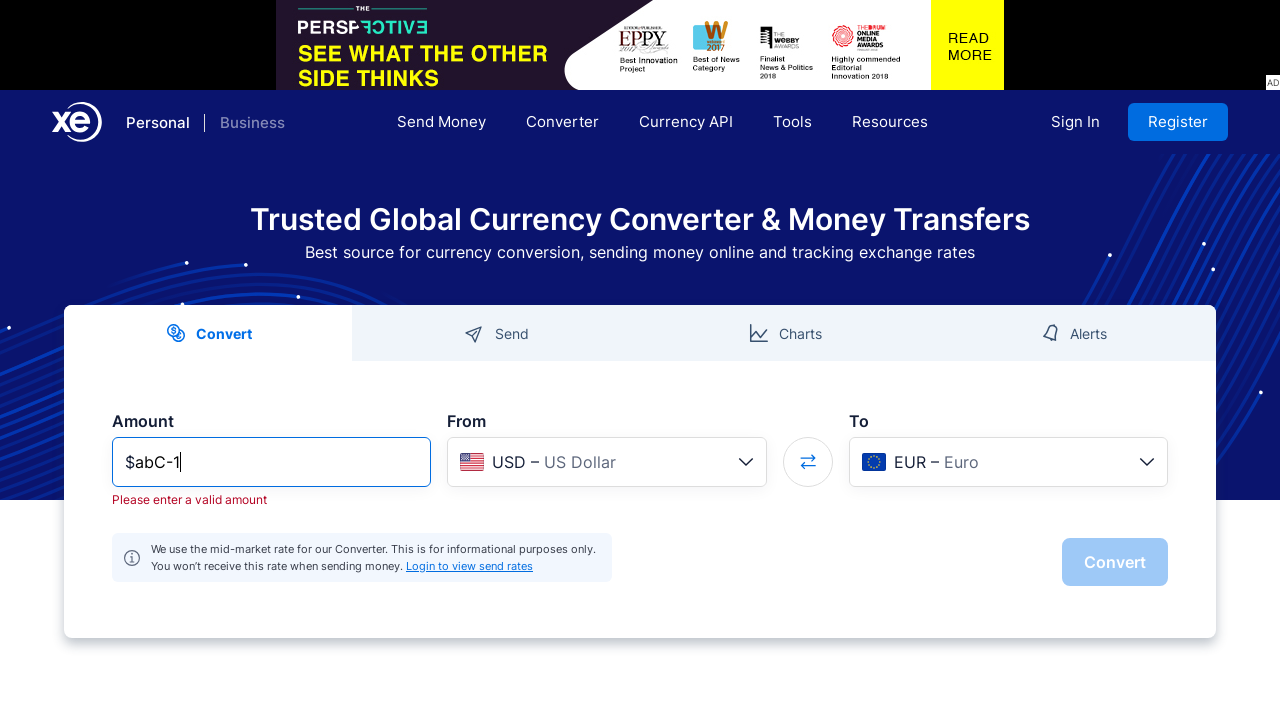 THE
PERSPECTIVE
SEE WHAT THE OTHER
SIDE THINKS
EPPY
2017
Best Innovation
Project
W
2017
Best of News
Category
THE
WEBBY
AWARDS
Finalist
News & Politics
2018
THE DRUM
ONLINE
MEDIA
AWARDS
Highly commended
Editorial
Innovation 2018
READ
MORE
AD
xe
Personal
Business
Send Money
Converter
Currency API
Tools
Resources
Sign In
Register
Trusted Global Currency Converter & Money Transfers
Best source for currency conversion, sending money online and tracking exchange rates
Convert
Send
Charts
Alerts
Amount
From
To
$abC-1
USD – US Dollar
EUR – Euro
Please enter a valid amount
We use the mid-market rate for our Converter. This is for informational purposes only.
You won’t receive this rate when sending money. Login to view send rates
Convert